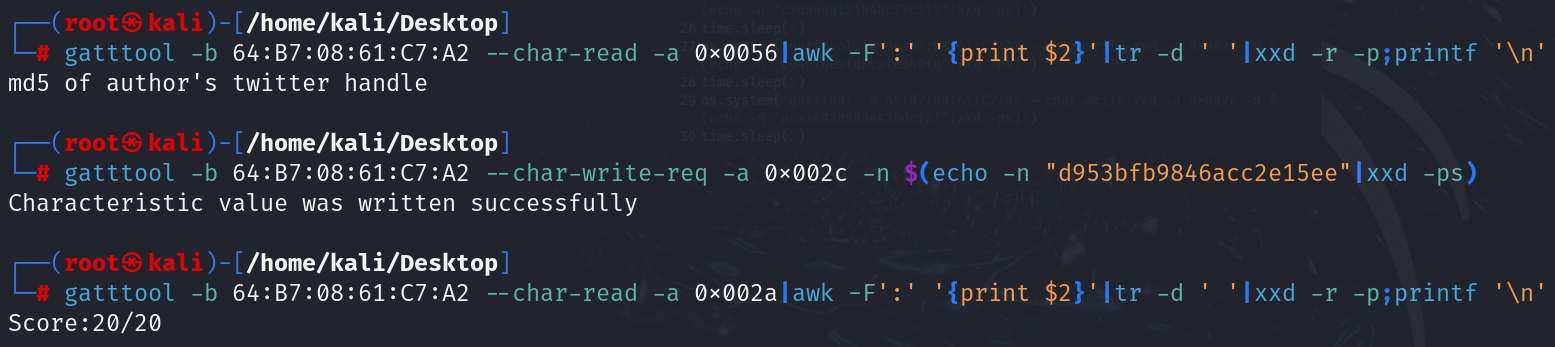 ┌──(root㉿kali)-[/home/kali/Desktop]
└─# gatttool -b 64:B7:08:61:C7:A2 --char-read -a 0×0056|awk -F':' '{print $2}'|tr -d ' '|xxd -r -p;printf '\n'
md5 of author's twitter handle
┌──(root㉿kali)-[/home/kali/Desktop]
└─# gatttool -b 64:B7:08:61:C7:A2 --char-write-req -a 0×002c -n $(echo -n "d953bfb9846acc2e15ee"|xxd -ps)
Characteristic value was written successfully
┌──(root㉿kali)-[/home/kali/Desktop]
└─# gatttool -b 64:B7:08:61:C7:A2 --char-read -a 0×002a|awk -F':' '{print $2}'|tr -d ' '|xxd -r -p;printf '\n'
Score:20/20